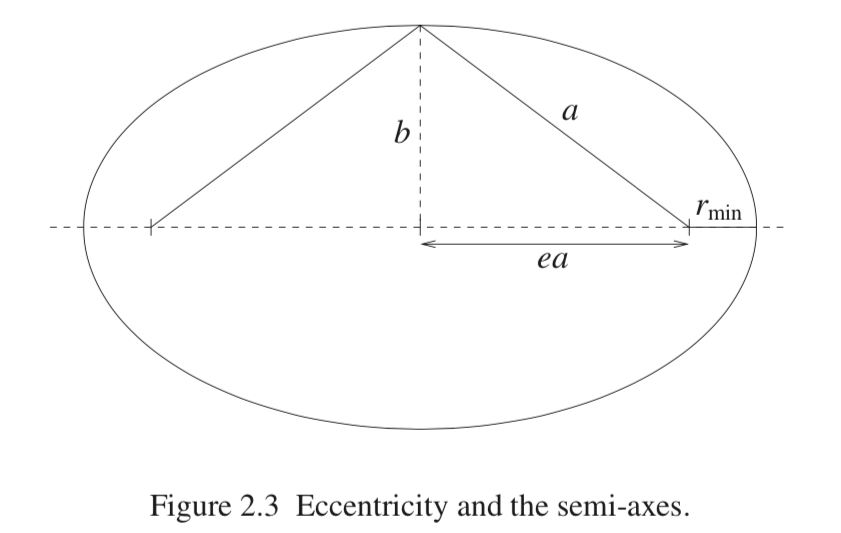 a
b
r_min
ea
Figure 2.3 Eccentricity and the semi-axes.